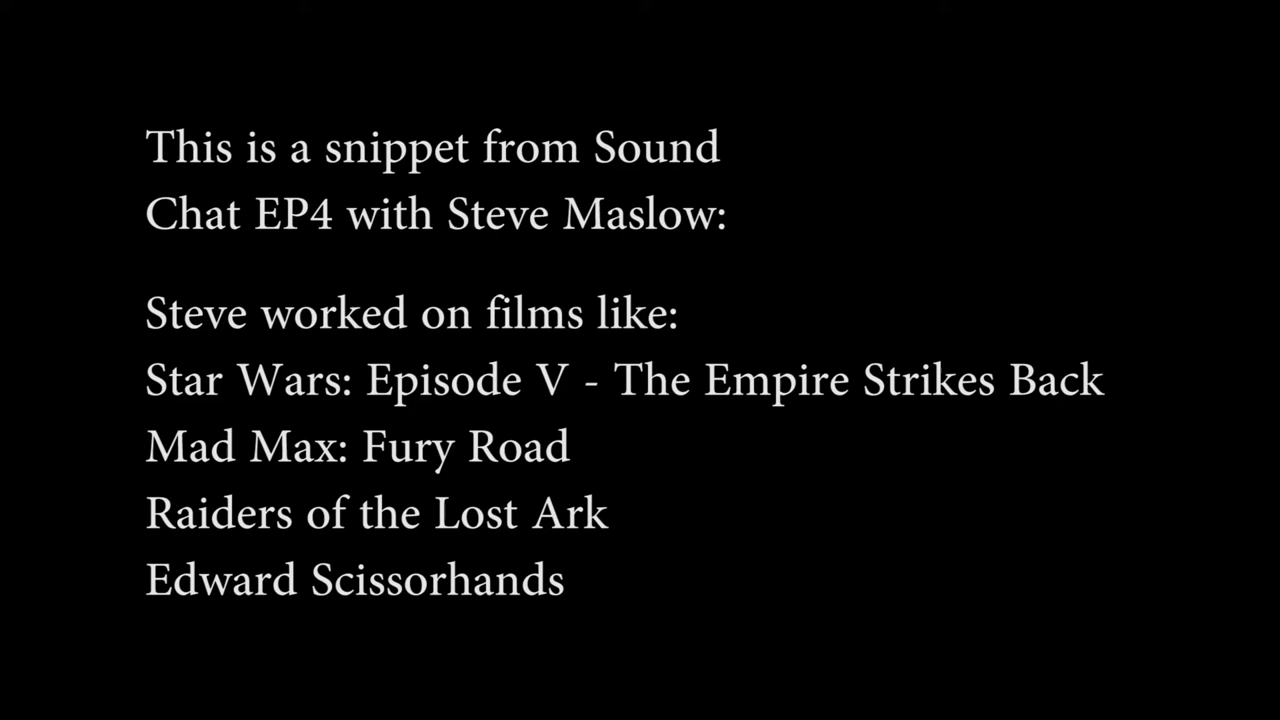 This is a snippet from Sound
Chat EP4 with Steve Maslow:
Steve worked on films like:
Star Wars: Episode V - The Empire Strikes Back
Mad Max: Fury Road
Raiders of the Lost Ark
Edward Scissorhands